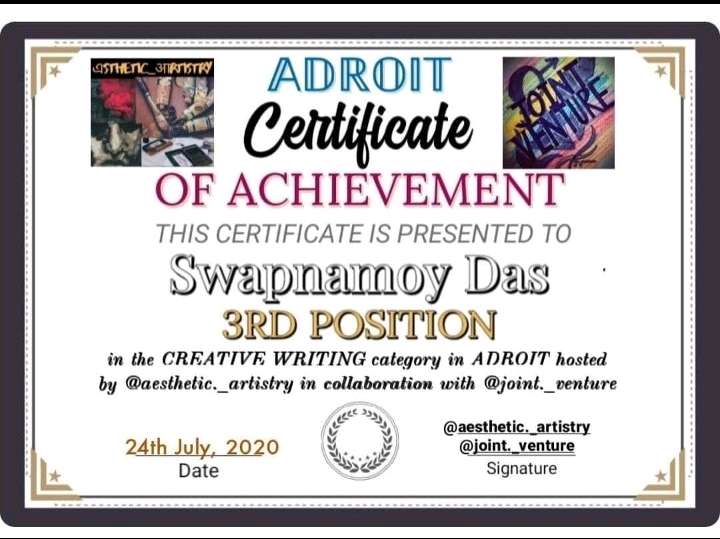 ASTHETIC_ARTISTRY
ADROIT
JOINT
VENTURE
Certificate
OF ACHIEVEMENT
THIS CERTIFICATE IS PRESENTED TO
Swapnamoy Das
3RD POSITION
in the CREATIVE WRITING category in ADROIT hosted
by @aesthetic._artistry in collaboration with @joint._venture
24th July, 2020
Date
@aesthetic._artistry
@joint._venture
Signature